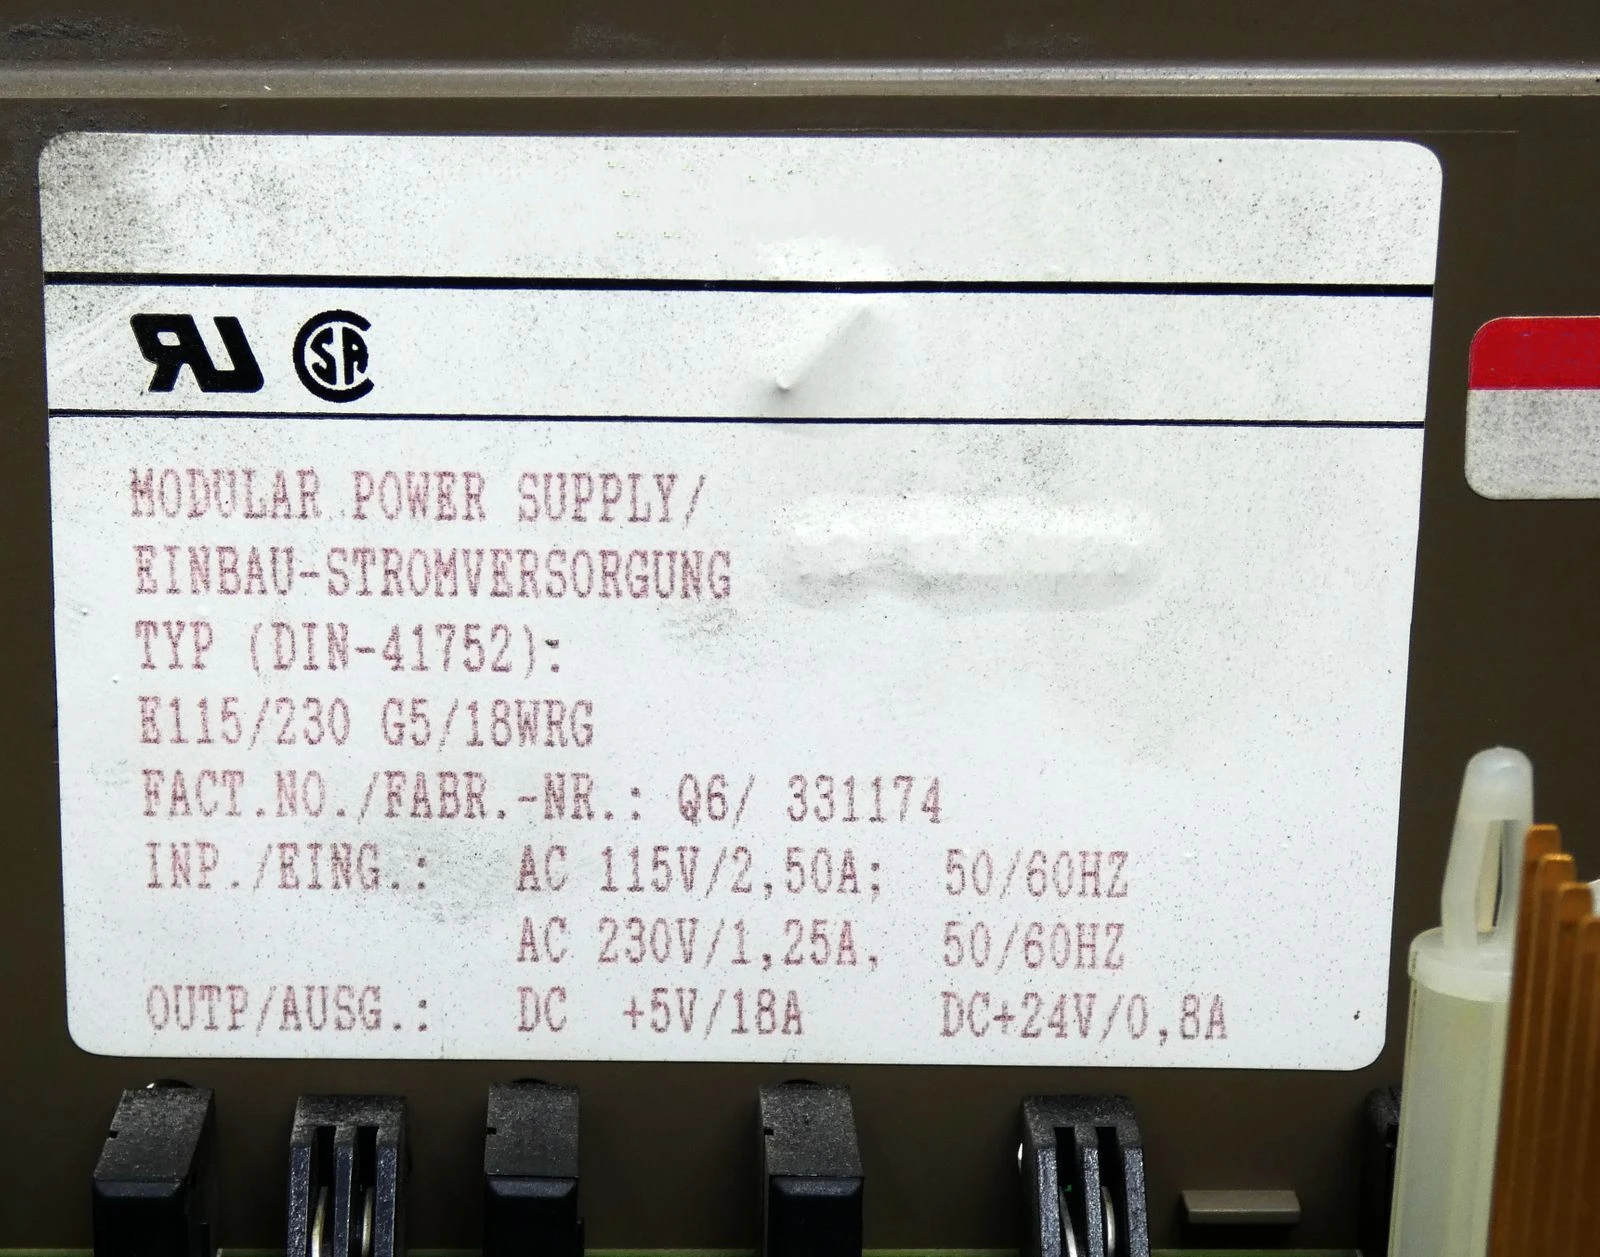 RU CSA
MODULAR POWER SUPPLY/
EINBAU-STROMVERSORGUNG
TYP (DIN-41752):
E115/230 G5/18WRG
FACT.NO./FABR.-NR.: Q6/ 331174
INP./EING.: AC 115V/2,50A; 50/60HZ
AC 230V/1,25A, 50/60HZ
OUTP/AUSG.: DC +5V/18A DC+24V/0,8A